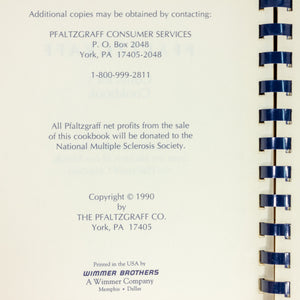 Additional copies may be obtained by contacting:
PFALTZGRAFF CONSUMER SERVICES
P. O. Box 2048
York, PA 17405-2048
1-800-999-2811
All Pfaltzgraff net profits from the sale
of this cookbook will be donated to the
National Multiple Sclerosis Society.
Copyright © 1990
by
THE PFALTZGRAFF CO.
York, PA 17405
Printed in the USA by
WIMMER BROTHERS
A Wimmer Company
Memphis • Dallas